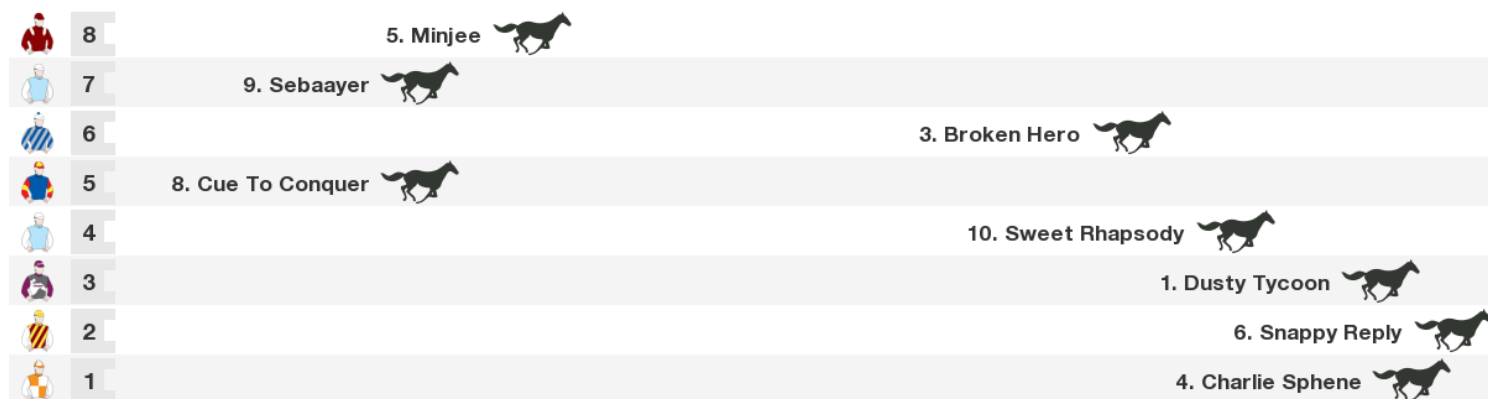 8 5. Minjee
7 9. Sebaayer
6 3. Broken Hero
5 8. Cue To Conquer
4 10. Sweet Rhapsody
3 1. Dusty Tycoon
2 6. Snappy Reply
1 4. Charlie Sphene